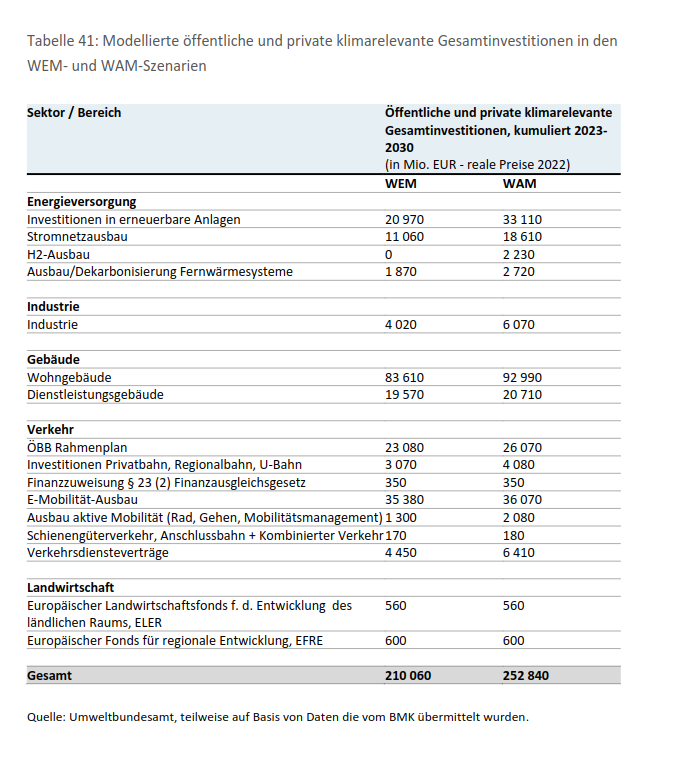 Tabelle 41: Modellierte öffentliche und private klimarelevante Gesamtinvestitionen in den
WEM- und WAM-Szenarien
Sektor / Bereich Öffentliche und private klimarelevante
Gesamtinvestitionen, kumuliert 2023-
2030
(in Mio. EUR - reale Preise 2022)
WEM WAM
Energieversorgung
Investitionen in erneuerbare Anlagen 20 970 33 110
Stromnetzausbau 11 060 18 610
H2-Ausbau 0 2 230
Ausbau/Dekarbonisierung Fernwärmesysteme 1 870 2 720
Industrie
Industrie 4 020 6 070
Gebäude
Wohngebäude 83 610 92 990
Dienstleistungsgebäude 19 570 20 710
Verkehr
ÖBB Rahmenplan 23 080 26 070
Investitionen Privatbahn, Regionalbahn, U-Bahn 3 070 4 080
Finanzzuweisung § 23 (2) Finanzausgleichsgesetz 350 350
E-Mobilität-Ausbau 35 380 36 070
Ausbau aktive Mobilität (Rad, Gehen, Mobilitätsmanagement) 1 300 2 080
Schienengüterverkehr, Anschlussbahn + Kombinierter Verkehr 170 180
Verkehrsdiensteverträge 4 450 6 410
Landwirtschaft
Europäischer Landwirtschaftsfonds f. d. Entwicklung des 560 560
ländlichen Raums, ELER
Europäischer Fonds für regionale Entwicklung, EFRE 600 600
Gesamt 210 060 252 840
Quelle: Umweltbundesamt, teilweise auf Basis von Daten die vom BMK übermittelt wurden.